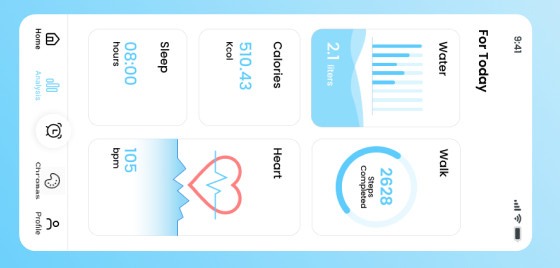 9:41
For Today
Water
2.1 liters
Walk
2628
Steps
Completed
Calories
510.43
Kcal
Heart
105
bpm
Sleep
08:00
hours
Home
Analysis
Profile